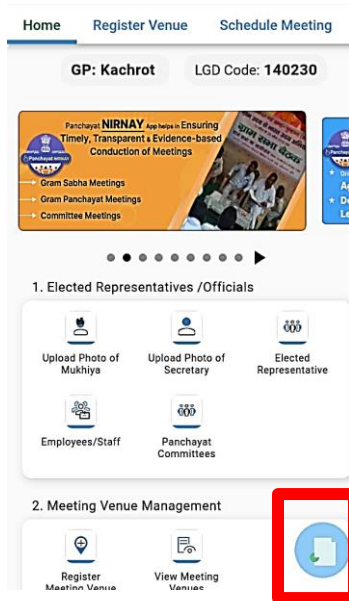 Home Register Venue Schedule Meeting
GP: Kachrot LGD Code: 140230
Panchayat NIRNAY App helps in Ensuring
Timely, Transparent & Evidence-based
Conduction of Meetings
Gram Sabha Meetings
Gram Panchayat Meetings
Committee Meetings
1. Elected Representatives /Officials
Upload Photo of Mukhiya
Upload Photo of Secretary
Elected Representative
Employees/Staff
Panchayat Committees
2. Meeting Venue Management
Register Meeting Venue
View Meeting Venues